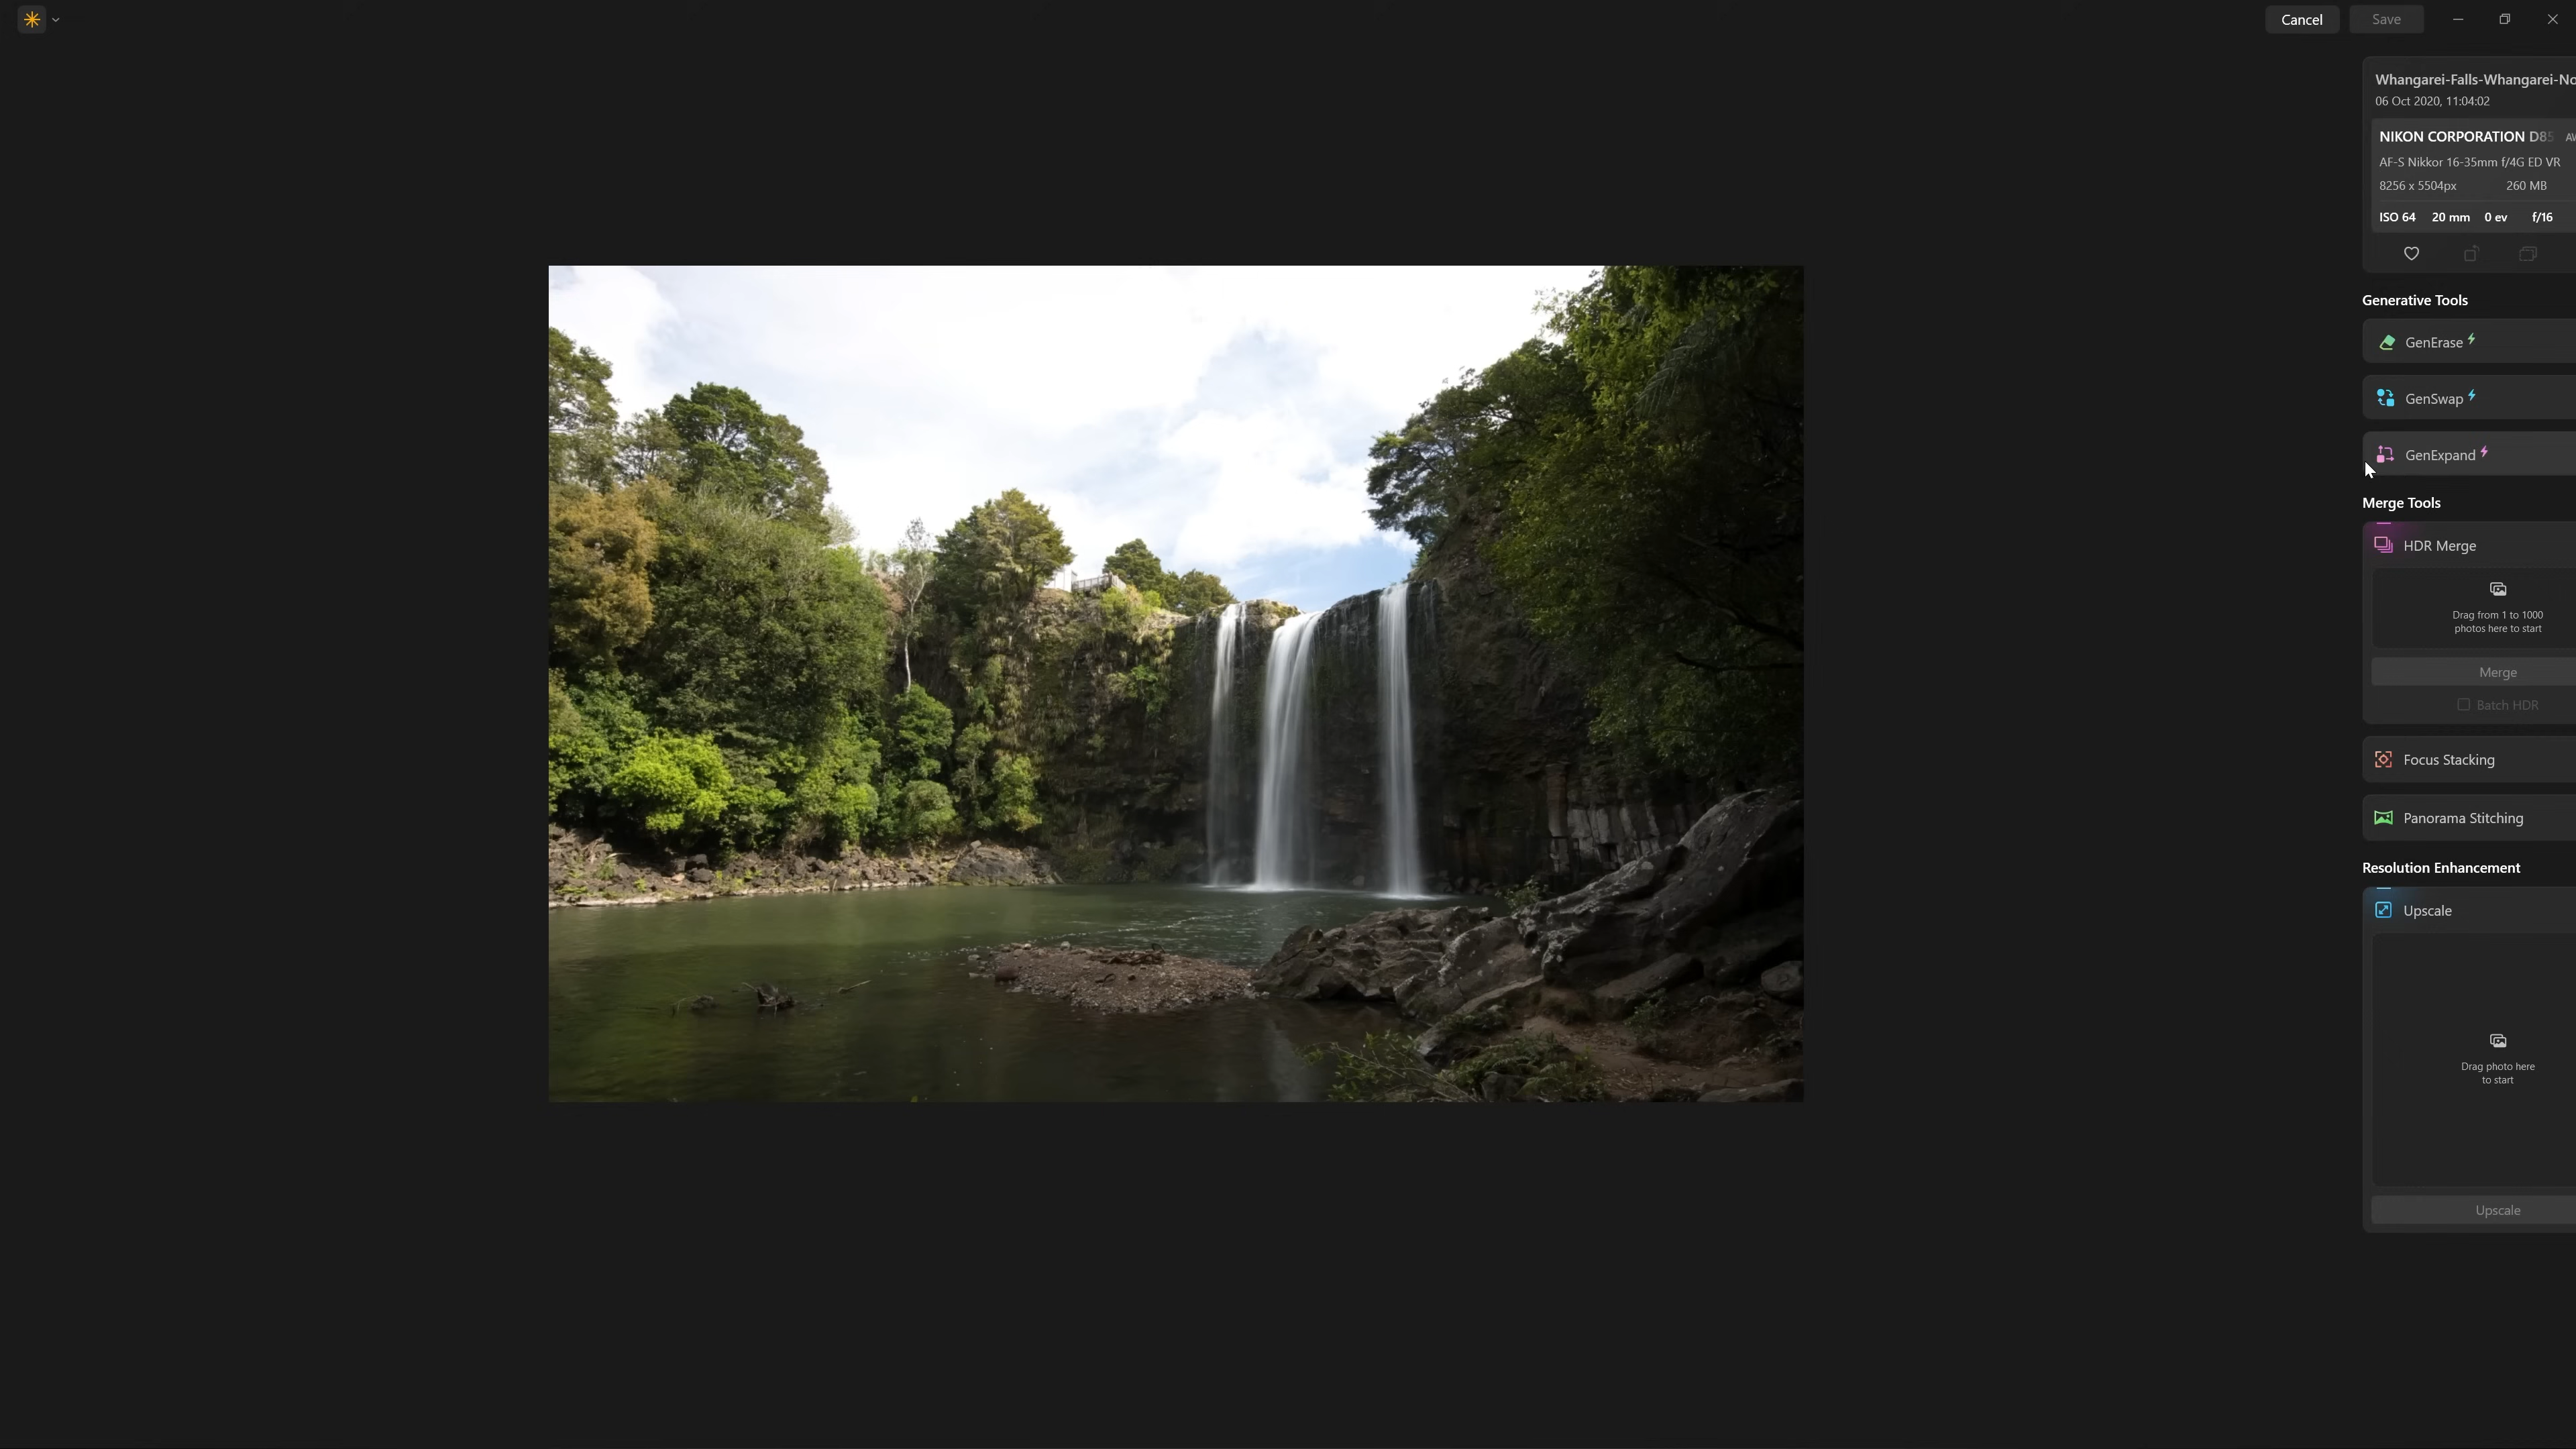 Cancel
Save
Whangarei-Falls-Whangarei-No
06 Oct 2020, 11:04:02
NIKON CORPORATION D85
AF-S Nikkor 16-35mm f/4G ED VR
8256 x 5504px 260 MB
ISO 64 20 mm 0 ev f/16
Generative Tools
GenErase
GenSwap
GenExpand
Merge Tools
HDR Merge
Drag from 1 to 1000
photos here to start
Merge
Batch HDR
Focus Stacking
Panorama Stitching
Resolution Enhancement
Upscale
Drag photo here
to start
Upscale